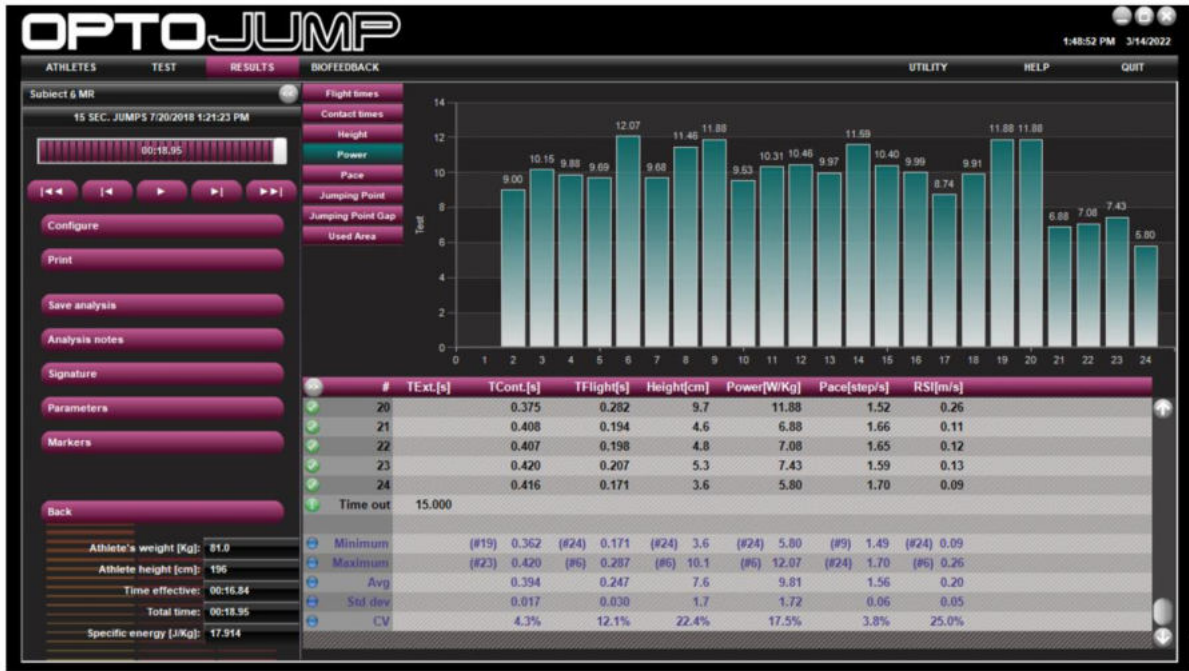 OPTOJUMP
1:48:52 PM 3/14/2022
ATHLETES TEST RESULTS BIOFEEDBACK UTILITY HELP QUIT
Subiect 6 MR
15 SEC. JUMPS 7/20/2018 1:21:23 PM
00:18.95
Configure
Print
Save analysis
Analysis notes
Signature
Parameters
Markers
Back
Athlete's weight [Kg]: 81.0
Athlete height [cm]: 196
Time effective: 00:16.84
Total time: 00:18.95
Specific energy [J/Kg]: 17.914
Flight times
Contact times
Height
Power
Pace
Jumping Point
Jumping Point Gap
Used Area
Test
14
12
10
8
6
4
2
0
9.00 10.15 9.88 9.69 12.07 9.68 11.46 11.88 9.53 10.31 10.46 9.97 11.59 10.40 9.99 8.74 9.91 11.88 11.88 6.88 7.08 7.43 5.80
0 1 2 3 4 5 6 7 8 9 10 11 12 13 14 15 16 17 18 19 20 21 22 23 24
# TExt.[s] TCont.[s] TFlight[s] Height[cm] Power[W/Kg] Pace[step/s] RSI[m/s]
20 0.375 0.282 9.7 11.88 1.52 0.26
21 0.408 0.194 4.6 6.88 1.66 0.11
22 0.407 0.198 4.8 7.08 1.65 0.12
23 0.420 0.207 5.3 7.43 1.59 0.13
24 0.416 0.171 3.6 5.80 1.70 0.09
Time out 15.000
Minimum (#19) 0.362 (#24) 0.171 (#24) 3.6 (#24) 5.80 (#9) 1.49 (#24) 0.09
Maximum (#23) 0.420 (#6) 0.287 (#6) 10.1 (#6) 12.07 (#24) 1.70 (#6) 0.26
Avg 0.394 0.247 7.6 9.81 1.56 0.20
Std dev 0.017 0.030 1.7 1.72 0.06 0.05
CV 4.3% 12.1% 22.4% 17.5% 3.8% 25.0%